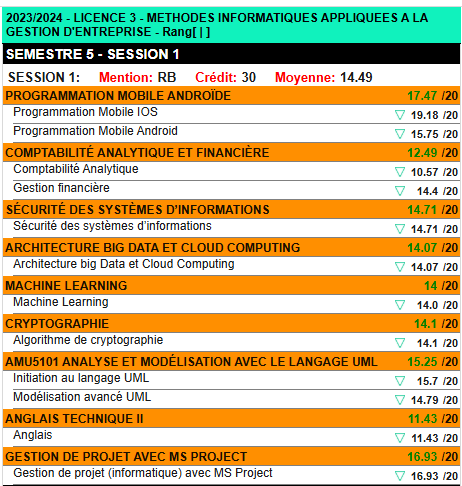 2023/2024 - LICENCE 3 - METHODES INFORMATIQUES APPLIQUEES A LA
GESTION D'ENTREPRISE - Rang[ | ]
SEMESTRE 5 - SESSION 1
SESSION 1: Mention: RB Crédit: 30 Moyenne: 14.49
PROGRAMMATION MOBILE ANDROÏDE 17.47 /20
Programmation Mobile IOS ▽ 19.18 /20
Programmation Mobile Android ▽ 15.75 /20
COMPTABILITÉ ANALYTIQUE ET FINANCIÈRE 12.49 /20
Comptabilité Analytique ▽ 10.57 /20
Gestion financière ▽ 14.4 /20
SÉCURITÉ DES SYSTÈMES D'INFORMATIONS 14.71 /20
Sécurité des systèmes d'informations ▽ 14.71 /20
ARCHITECTURE BIG DATA ET CLOUD COMPUTING 14.07 /20
Architecture big Data et Cloud Computing ▽ 14.07 /20
MACHINE LEARNING 14 /20
Machine Learning ▽ 14.0 /20
CRYPTOGRAPHIE 14.1 /20
Algorithme de cryptographie ▽ 14.1 /20
AMU5101 ANALYSE ET MODÉLISATION AVEC LE LANGAGE UML 15.25 /20
Initiation au langage UML ▽ 15.7 /20
Modélisation avancé UML ▽ 14.79 /20
ANGLAIS TECHNIQUE II 11.43 /20
Anglais ▽ 11.43 /20
GESTION DE PROJET AVEC MS PROJECT 16.93 /20
Gestion de projet (informatique) avec MS Project ▽ 16.93 /20